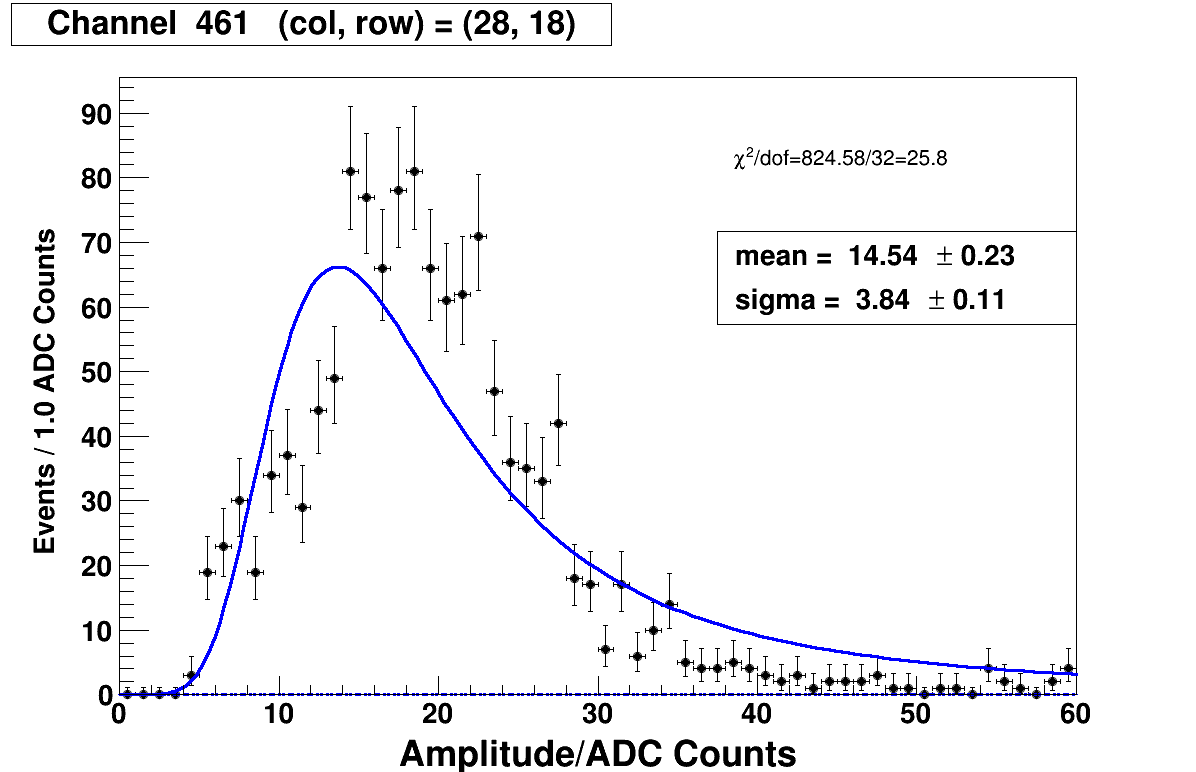 Channel 461 (col, row) = (28, 18)
χ²/dof=824.58/32=25.8
mean = 14.54 ± 0.23
sigma = 3.84 ± 0.11
Events / 1.0 ADC Counts
90
80
70
60
50
40
30
20
10
0
0 10 20 30 40 50 60
Amplitude/ADC Counts